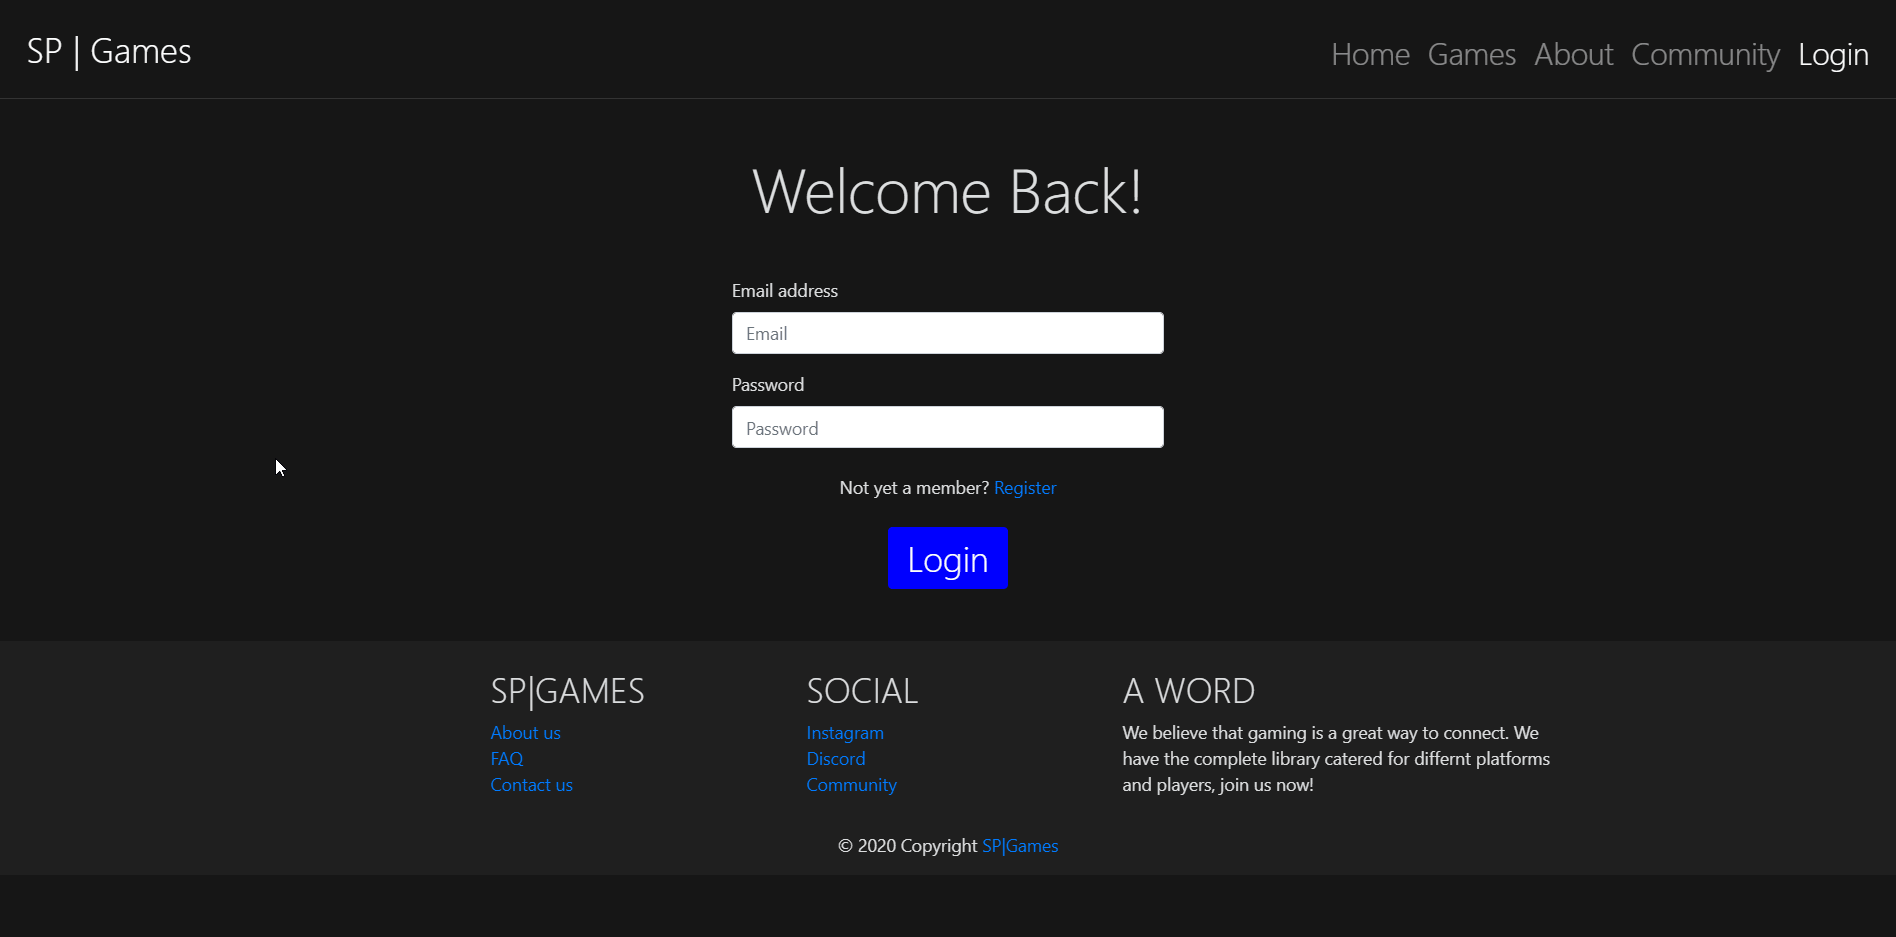 SP | Games
Home Games About Community Login
Welcome Back!
Email address
Email
Password
Password
Not yet a member? Register
Login
SP|GAMES
About us
FAQ
Contact us
SOCIAL
Instagram
Discord
Community
A WORD
We believe that gaming is a great way to connect. We
have the complete library catered for differnt platforms
and players, join us now!
© 2020 Copyright SP|Games